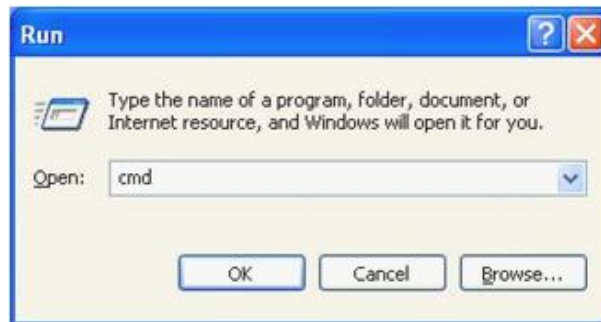 Run
Type the name of a program, folder, document, or
Internet resource, and Windows will open it for you.
Open: cmd
OK Cancel Browse...